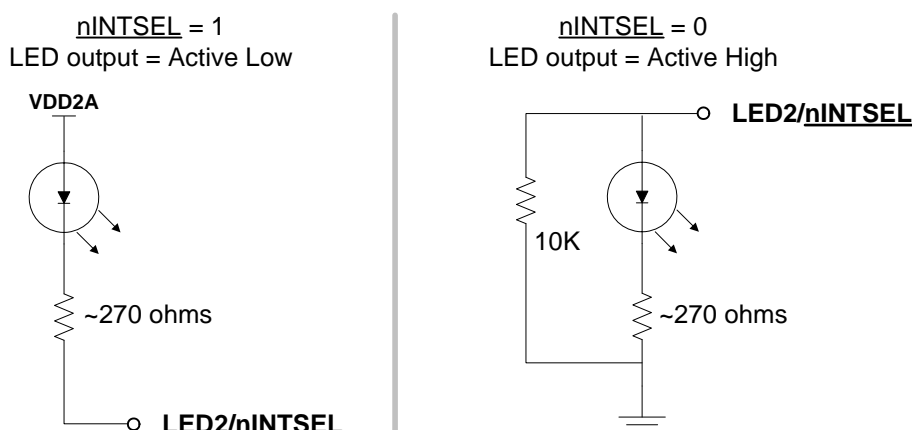 nINTSEL = 1
LED output = Active Low
VDD2A
~270 ohms
LED2/nINTSEL
nINTSEL = 0
LED output = Active High
LED2/nINTSEL
10K
~270 ohms